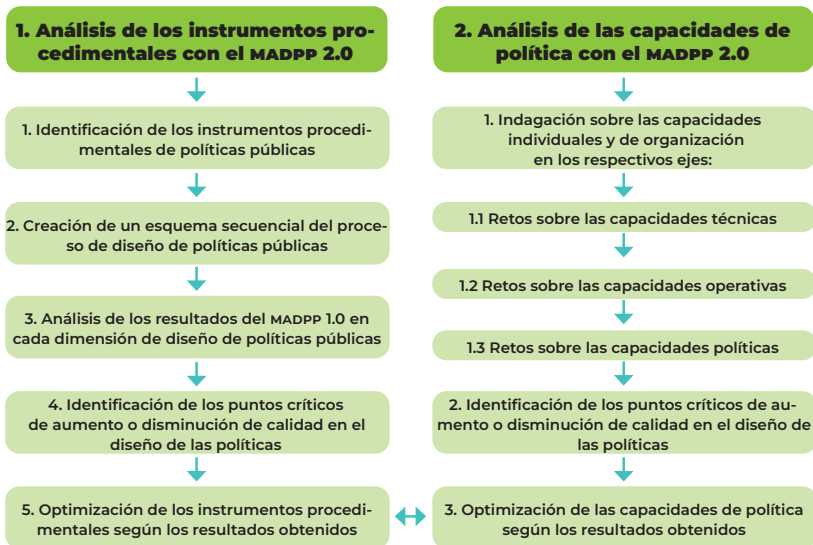 1. Análisis de los instrumentos pro-
cedimentales con el MADPP 2.0
1. Identificación de los instrumentos procedi-
mentales de políticas públicas
2. Creación de un esquema secuencial del proce-
so de diseño de políticas públicas
3. Análisis de los resultados del MADPP 1.0 en
cada dimensión de diseño de políticas públicas
4. Identificación de los puntos críticos
de aumento o disminución de calidad en el
diseño de las políticas
5. Optimización de los instrumentos procedi-
mentales según los resultados obtenidos
2. Análisis de las capacidades de
política con el MADPP 2.0
1. Indagación sobre las capacidades
individuales y de organización
en los respectivos ejes:
1.1 Retos sobre las capacidades técnicas
1.2 Retos sobre las capacidades operativas
1.3 Retos sobre las capacidades políticas
2. Identificación de los puntos críticos de au-
mento o disminución de calidad en el diseño de
las políticas
3. Optimización de las capacidades de política
según los resultados obtenidos